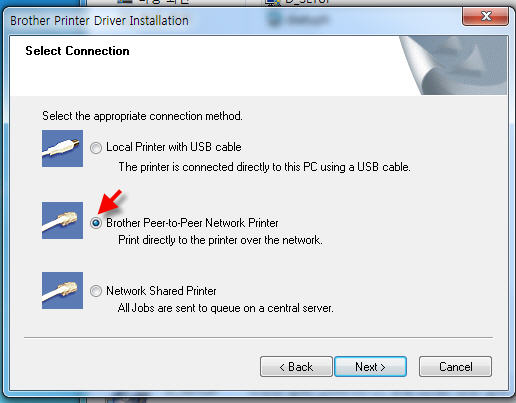 D_SETUP
Brother Printer Driver Installation
Select Connection
Select the appropriate connection method.
Local Printer with USB cable
The printer is connected directly to this PC using a USB cable.
Brother Peer-to-Peer Network Printer
Print directly to the printer over the network.
Network Shared Printer
All Jobs are sent to queue on a central server.
< Back
Next >
Cancel